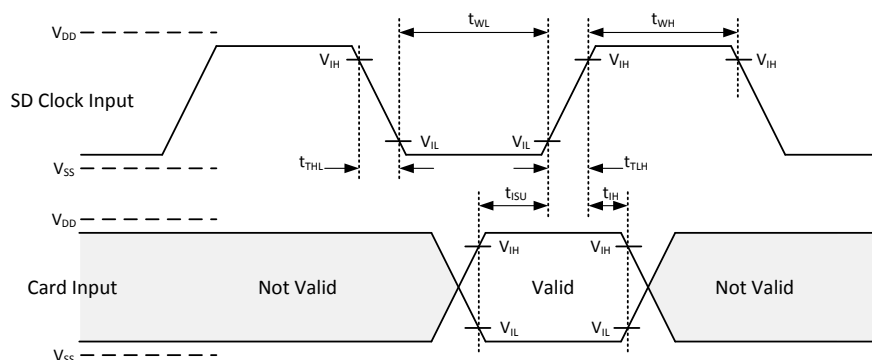 t_WL t_WH
V_DD
V_IH V_IH V_IH
SD Clock Input
V_IL V_IL
V_SS
t_THL t_TLH
t_ISU t_IH
V_DD
V_IH V_IH
Card Input Not Valid Valid Not Valid
V_IL V_IL
V_SS